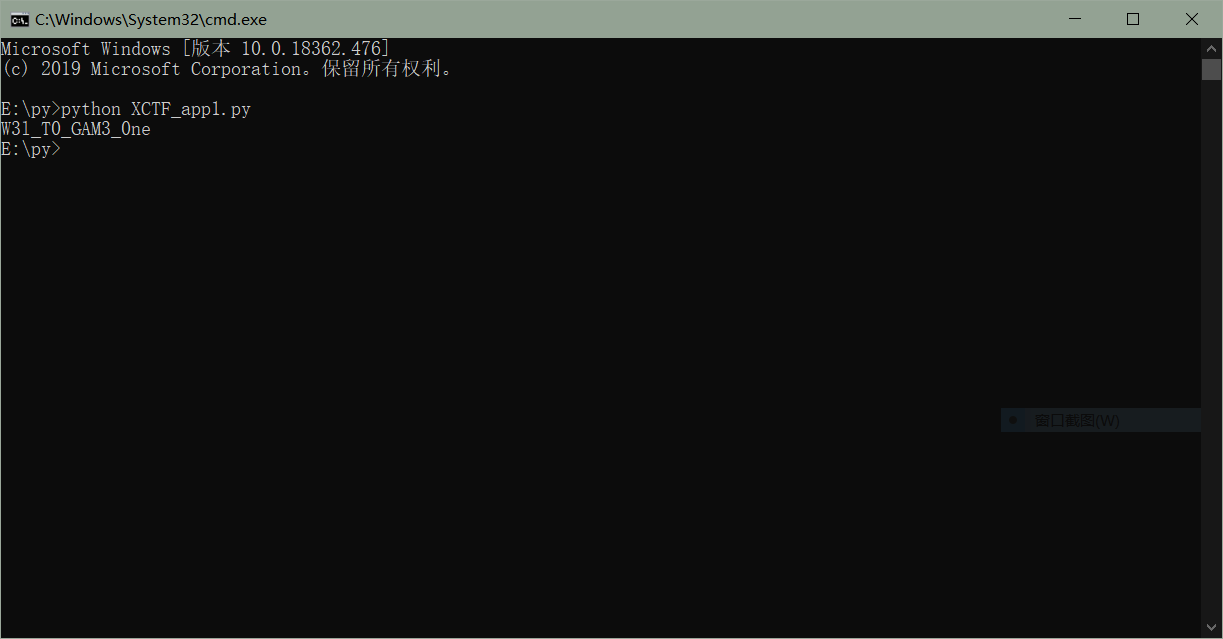 C:\Windows\System32\cmd.exe
Microsoft Windows [版本 10.0.18362.476]
(c) 2019 Microsoft Corporation。保留所有权利。
E:\py>python XCTF_app1.py
W3l_T0_GAM3_0ne
E:\py>
窗口截图(W)